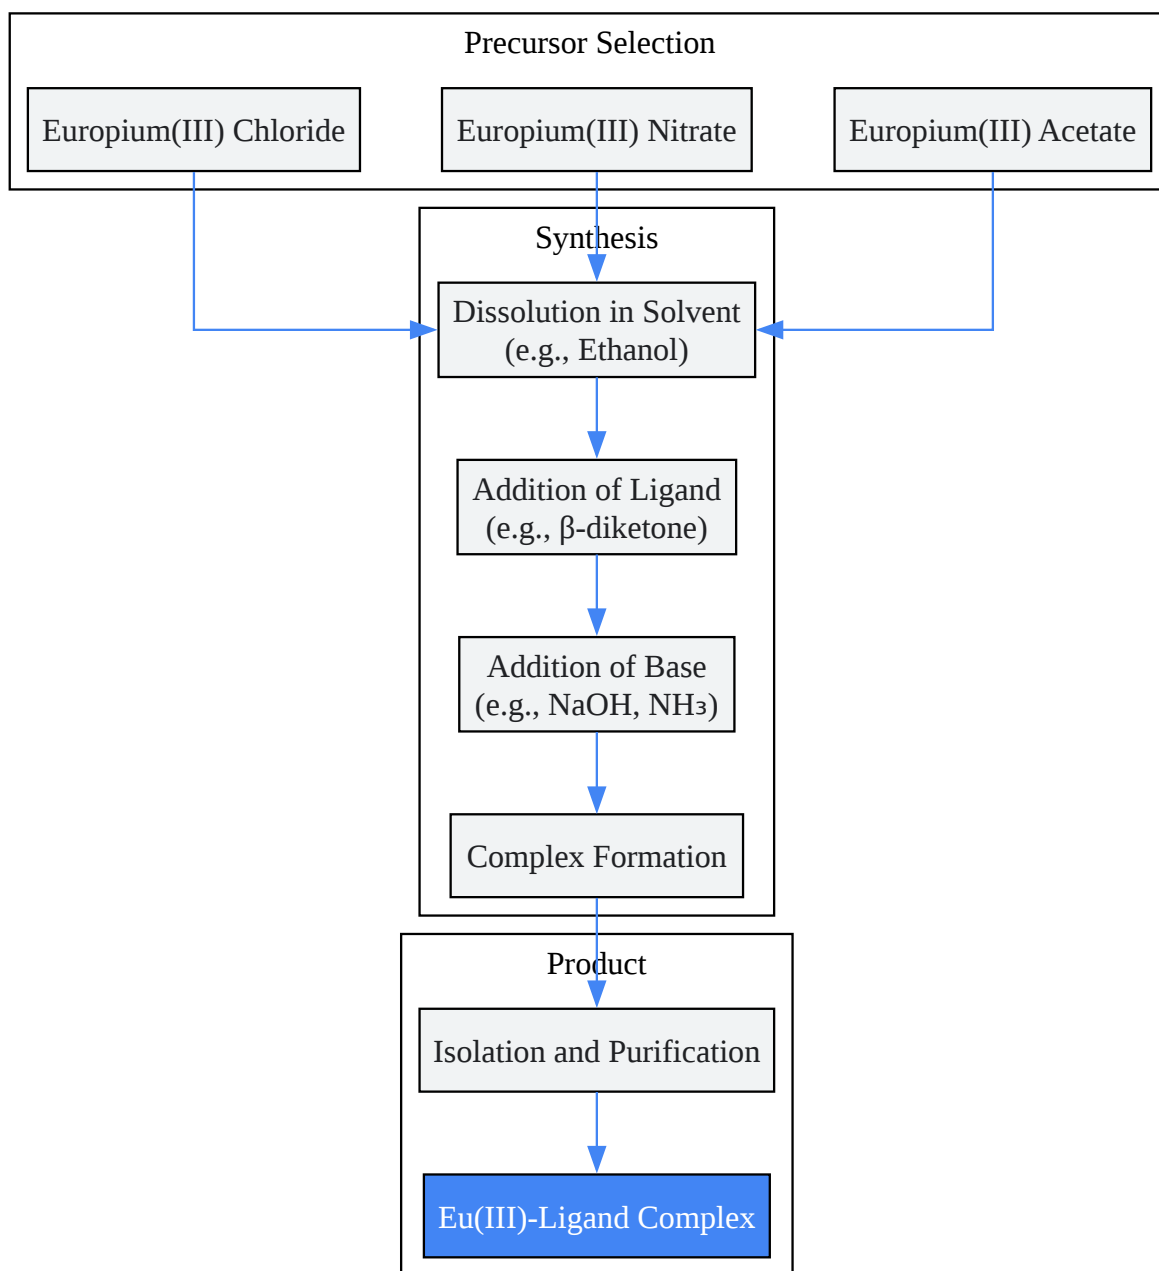 Precursor Selection
Europium(III) Chloride
Europium(III) Nitrate
Europium(III) Acetate
Synthesis
Dissolution in Solvent
(e.g., Ethanol)
Addition of Ligand
(e.g., β-diketone)
Addition of Base
(e.g., NaOH, NH₃)
Complex Formation
Product
Isolation and Purification
Eu(III)-Ligand Complex